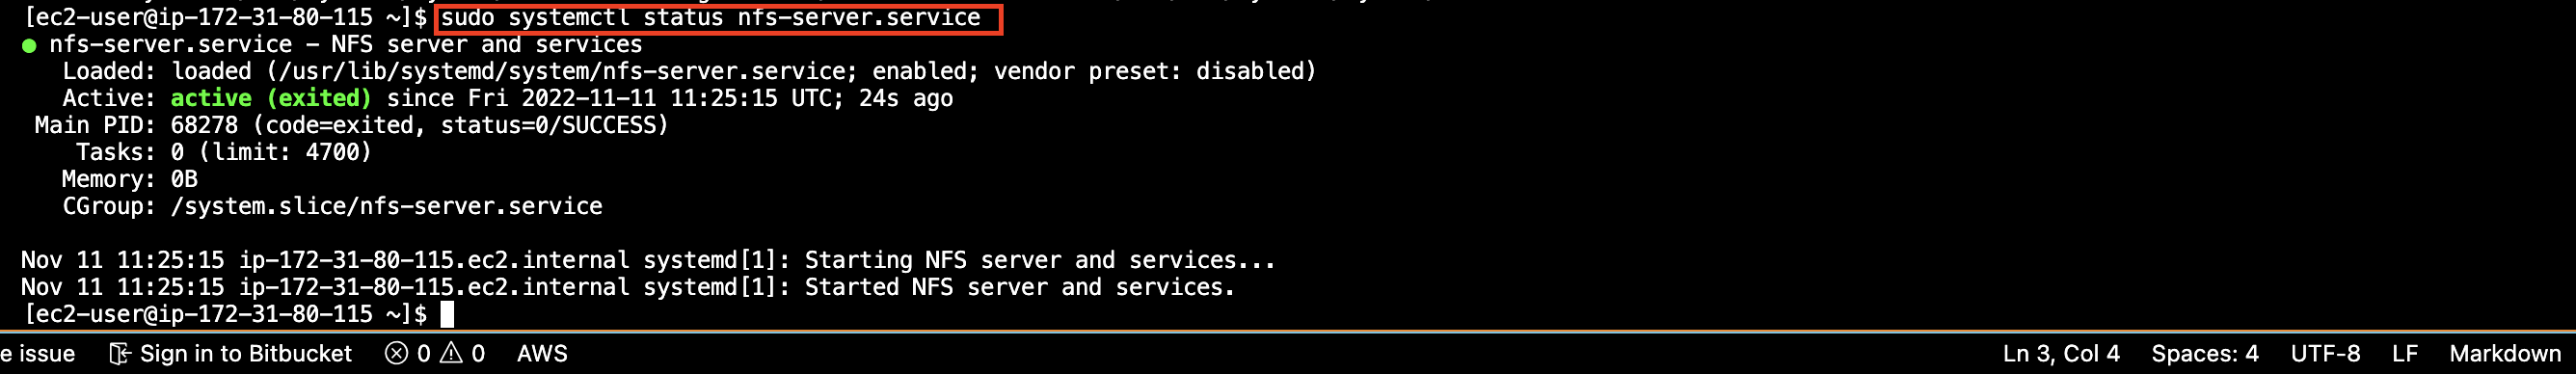 [ec2-user@ip-172-31-80-115 ~]$ sudo systemctl status nfs-server.service
● nfs-server.service - NFS server and services
Loaded: loaded (/usr/lib/systemd/system/nfs-server.service; enabled; vendor preset: disabled)
Active: active (exited) since Fri 2022-11-11 11:25:15 UTC; 24s ago
Main PID: 68278 (code=exited, status=0/SUCCESS)
Tasks: 0 (limit: 4700)
Memory: 0B
CGroup: /system.slice/nfs-server.service
Nov 11 11:25:15 ip-172-31-80-115.ec2.internal systemd[1]: Starting NFS server and services...
Nov 11 11:25:15 ip-172-31-80-115.ec2.internal systemd[1]: Started NFS server and services.
[ec2-user@ip-172-31-80-115 ~]$
e issue Sign in to Bitbucket 0 0 AWS Ln 3, Col 4 Spaces: 4 UTF-8 LF Markdown